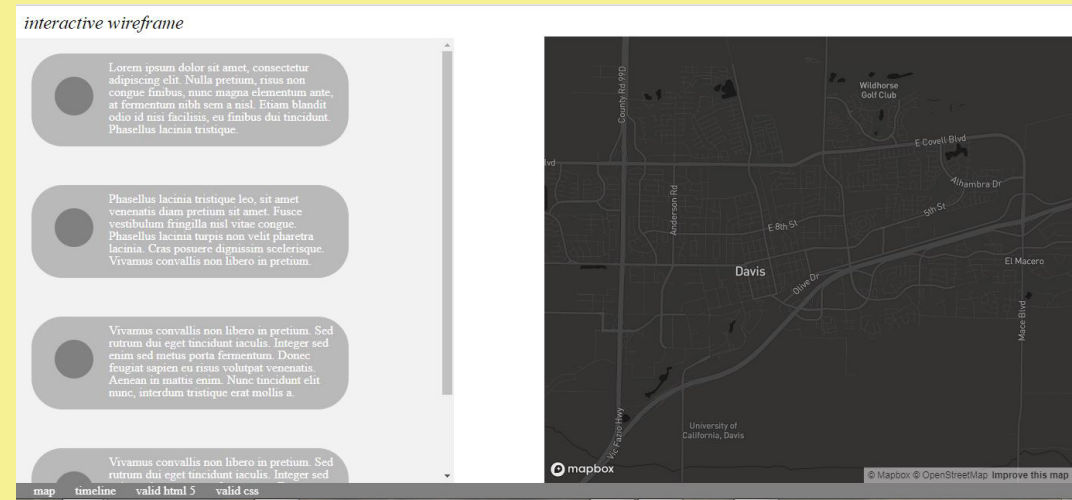 interactive wireframe
Lorem ipsum dolor sit amet, consectetur
adipiscing elit. Nulla pretium, risus non
congue finibus, nunc magna elementum ante,
at fermentum nibh sem a nisl. Etiam blandit
odio id nisi facilisis, eu finibus dui tincidunt.
Phasellus lacinia tristique.
Phasellus lacinia tristique leo, sit amet
venenatis diam pretium sit amet. Fusce
vestibulum fringilla nisl vitae congue.
Phasellus lacinia turpis non velit pharetra
lacinia. Cras posuere dignissim scelerisque.
Vivamus convallis non libero in pretium.
Vivamus convallis non libero in pretium. Sed
rutrum dui eget tincidunt iaculis. Integer sed
enim sed metus porta fermentum. Donec
feugiat sapien eu risus volutpat venenatis.
Aenean in mattis enim. Nunc tincidunt elit
nunc, interdum tristique erat mollis a.
Vivamus convallis non libero in pretium. Sed
rutrum dui eget tincidunt iaculis. Integer sed
map timeline valid html 5 valid css
County Rd 99D
Wildhorse
Golf Club
E Covell Blvd
lvd
Alhambra Dr
Anderson Rd
5th St
E 8th St
El Macero
Davis
Olive Dr
Mace Blvd
Vic Fazio Hwy
University of
California, Davis
mapbox
© Mapbox © OpenStreetMap Improve this map